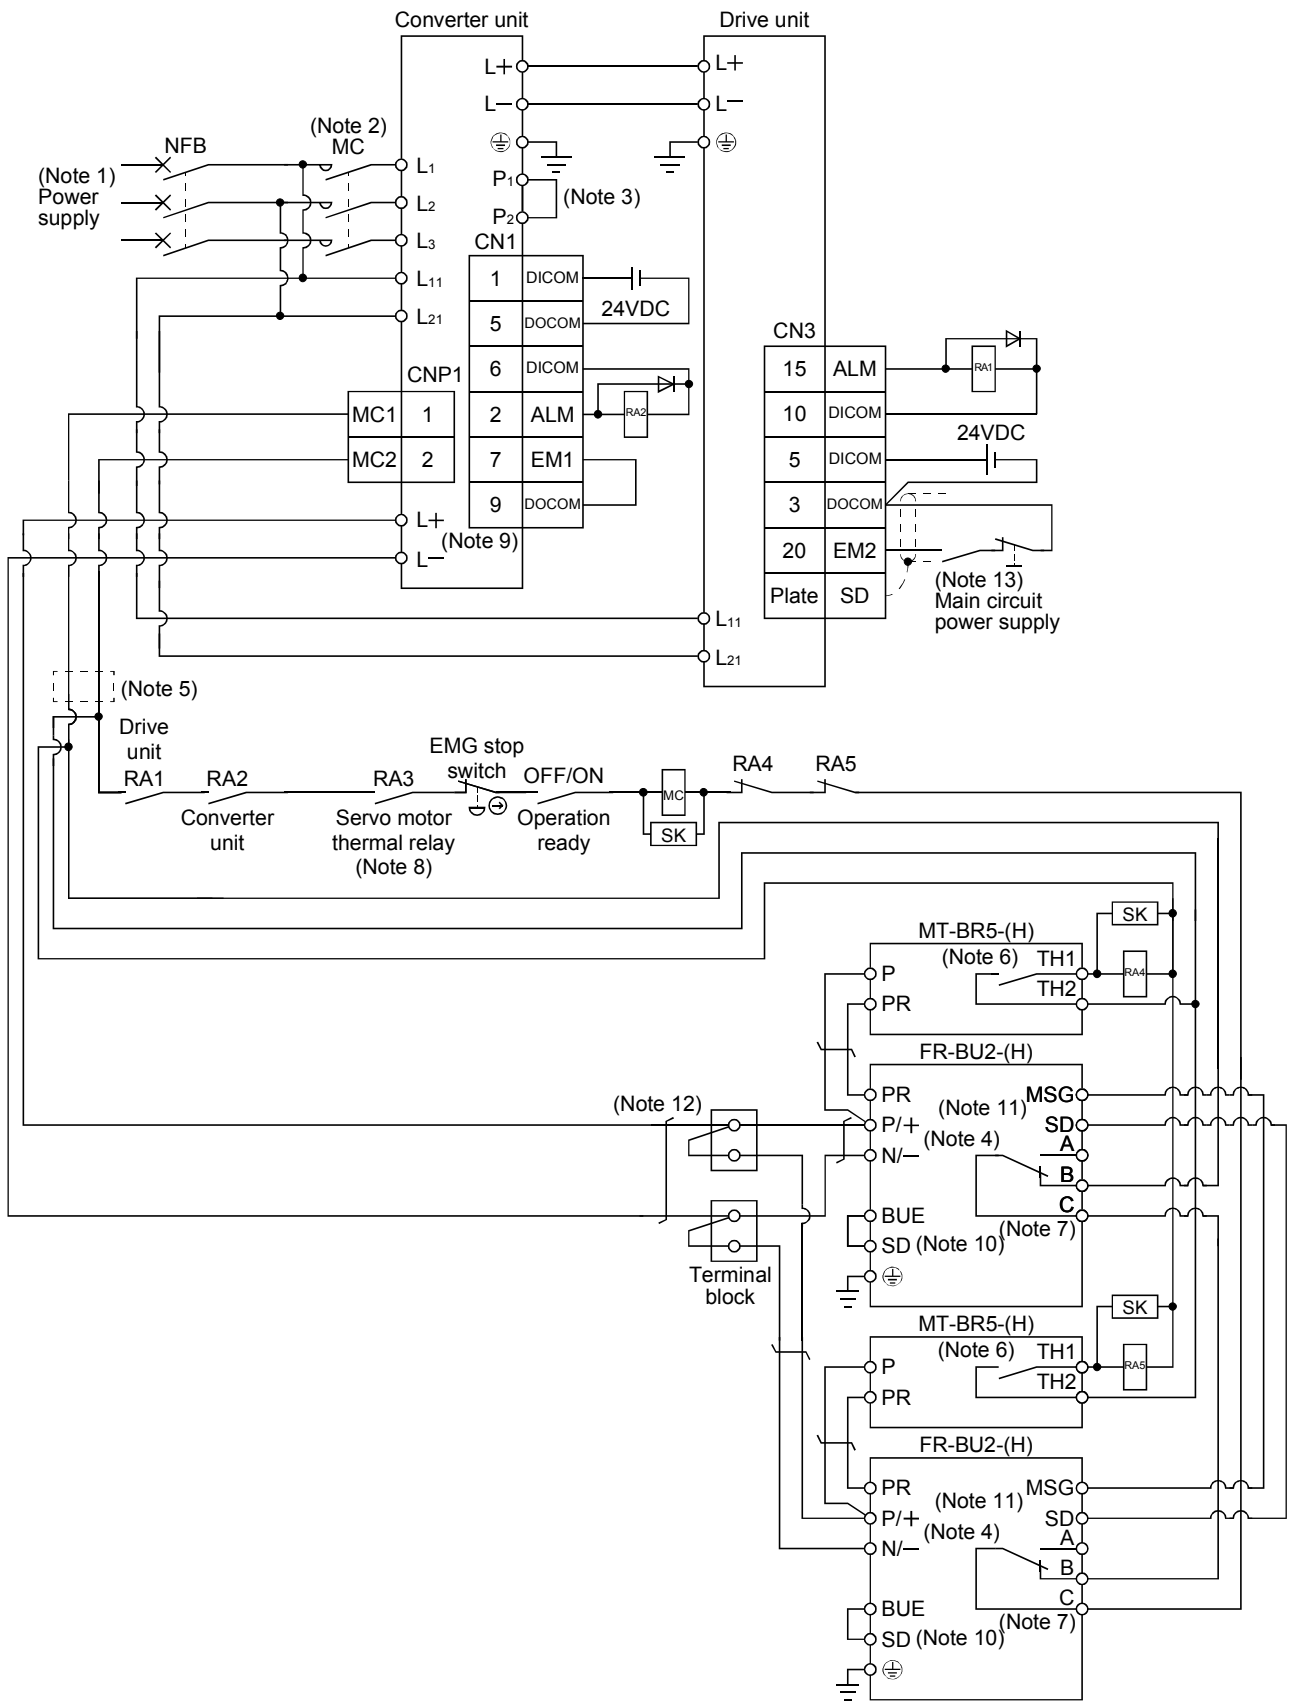 Converter unit
Drive unit
L+
L+
L−
L−
(Note 2)
MC
NFB
(Note 1)
Power
supply
L1
L2
L3
L11
L21
P1
P2
(Note 3)
CN1
1 DICOM
5 DOCOM
6 DICOM
2 ALM
7 EM1
9 DOCOM
24VDC
RA2
CNP1
MC1 1
MC2 2
L+
L−
(Note 9)
CN3
15 ALM
10 DICOM
5 DICOM
3 DOCOM
20 EM2
Plate SD
RA1
24VDC
(Note 13)
Main circuit
power supply
L11
L21
(Note 5)
Drive
unit
RA1
RA2
Converter
unit
RA3
Servo motor
thermal relay
(Note 8)
EMG stop
switch
OFF/ON
Operation
ready
MC
SK
RA4
RA5
SK
MT-BR5-(H)
(Note 6)
TH1
TH2
P
PR
RA4
FR-BU2-(H)
PR
MSG
(Note 11)
P/+
SD
(Note 4)
A
N/−
B
C
BUE
(Note 7)
SD
(Note 10)
(Note 12)
Terminal
block
SK
MT-BR5-(H)
(Note 6)
TH1
TH2
P
PR
RA5
FR-BU2-(H)
PR
MSG
(Note 11)
P/+
SD
(Note 4)
A
N/−
B
C
BUE
(Note 7)
SD
(Note 10)